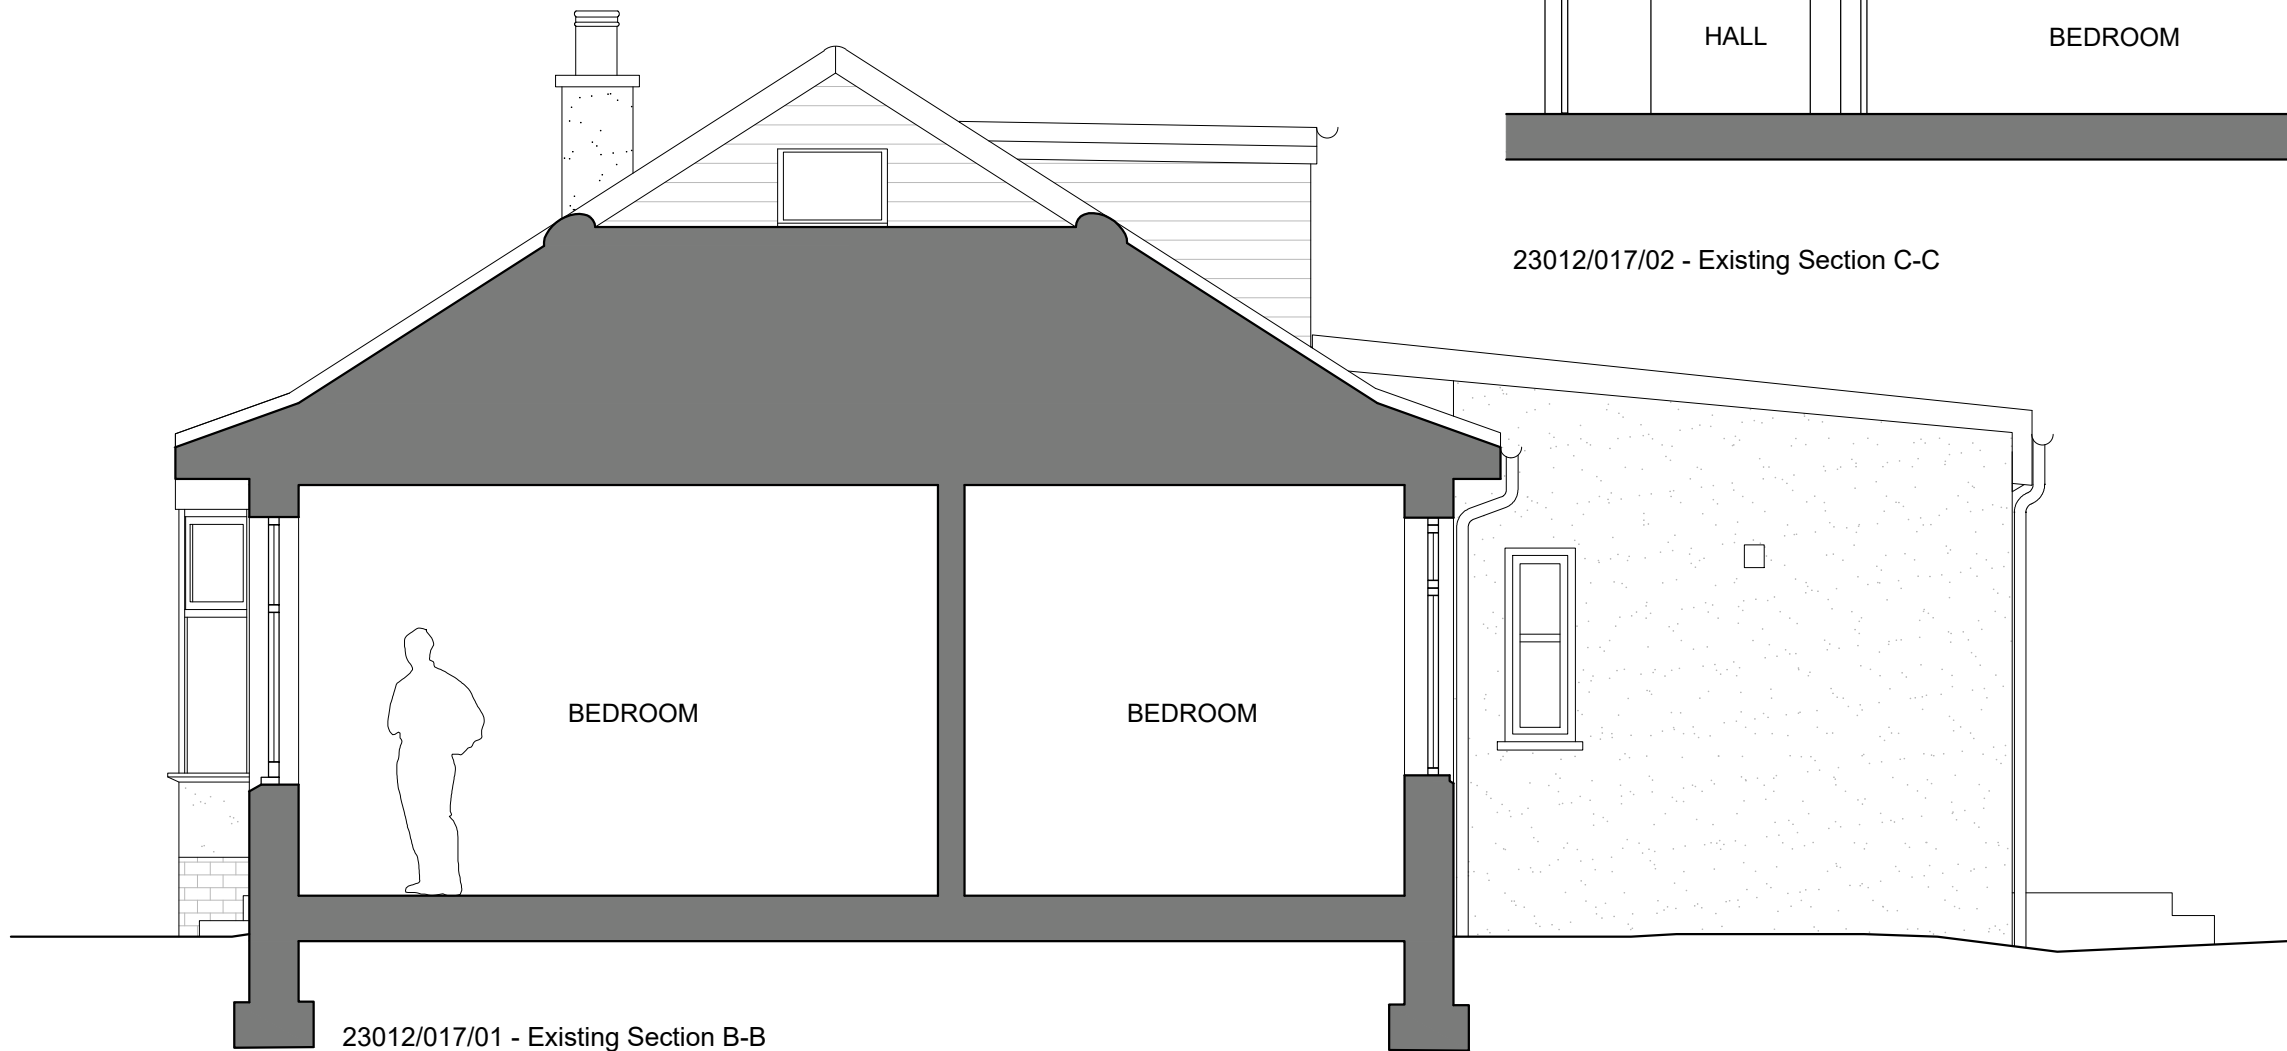 HALL
BEDROOM
23012/017/02 - Existing Section C-C
BEDROOM
BEDROOM
23012/017/01 - Existing Section B-B